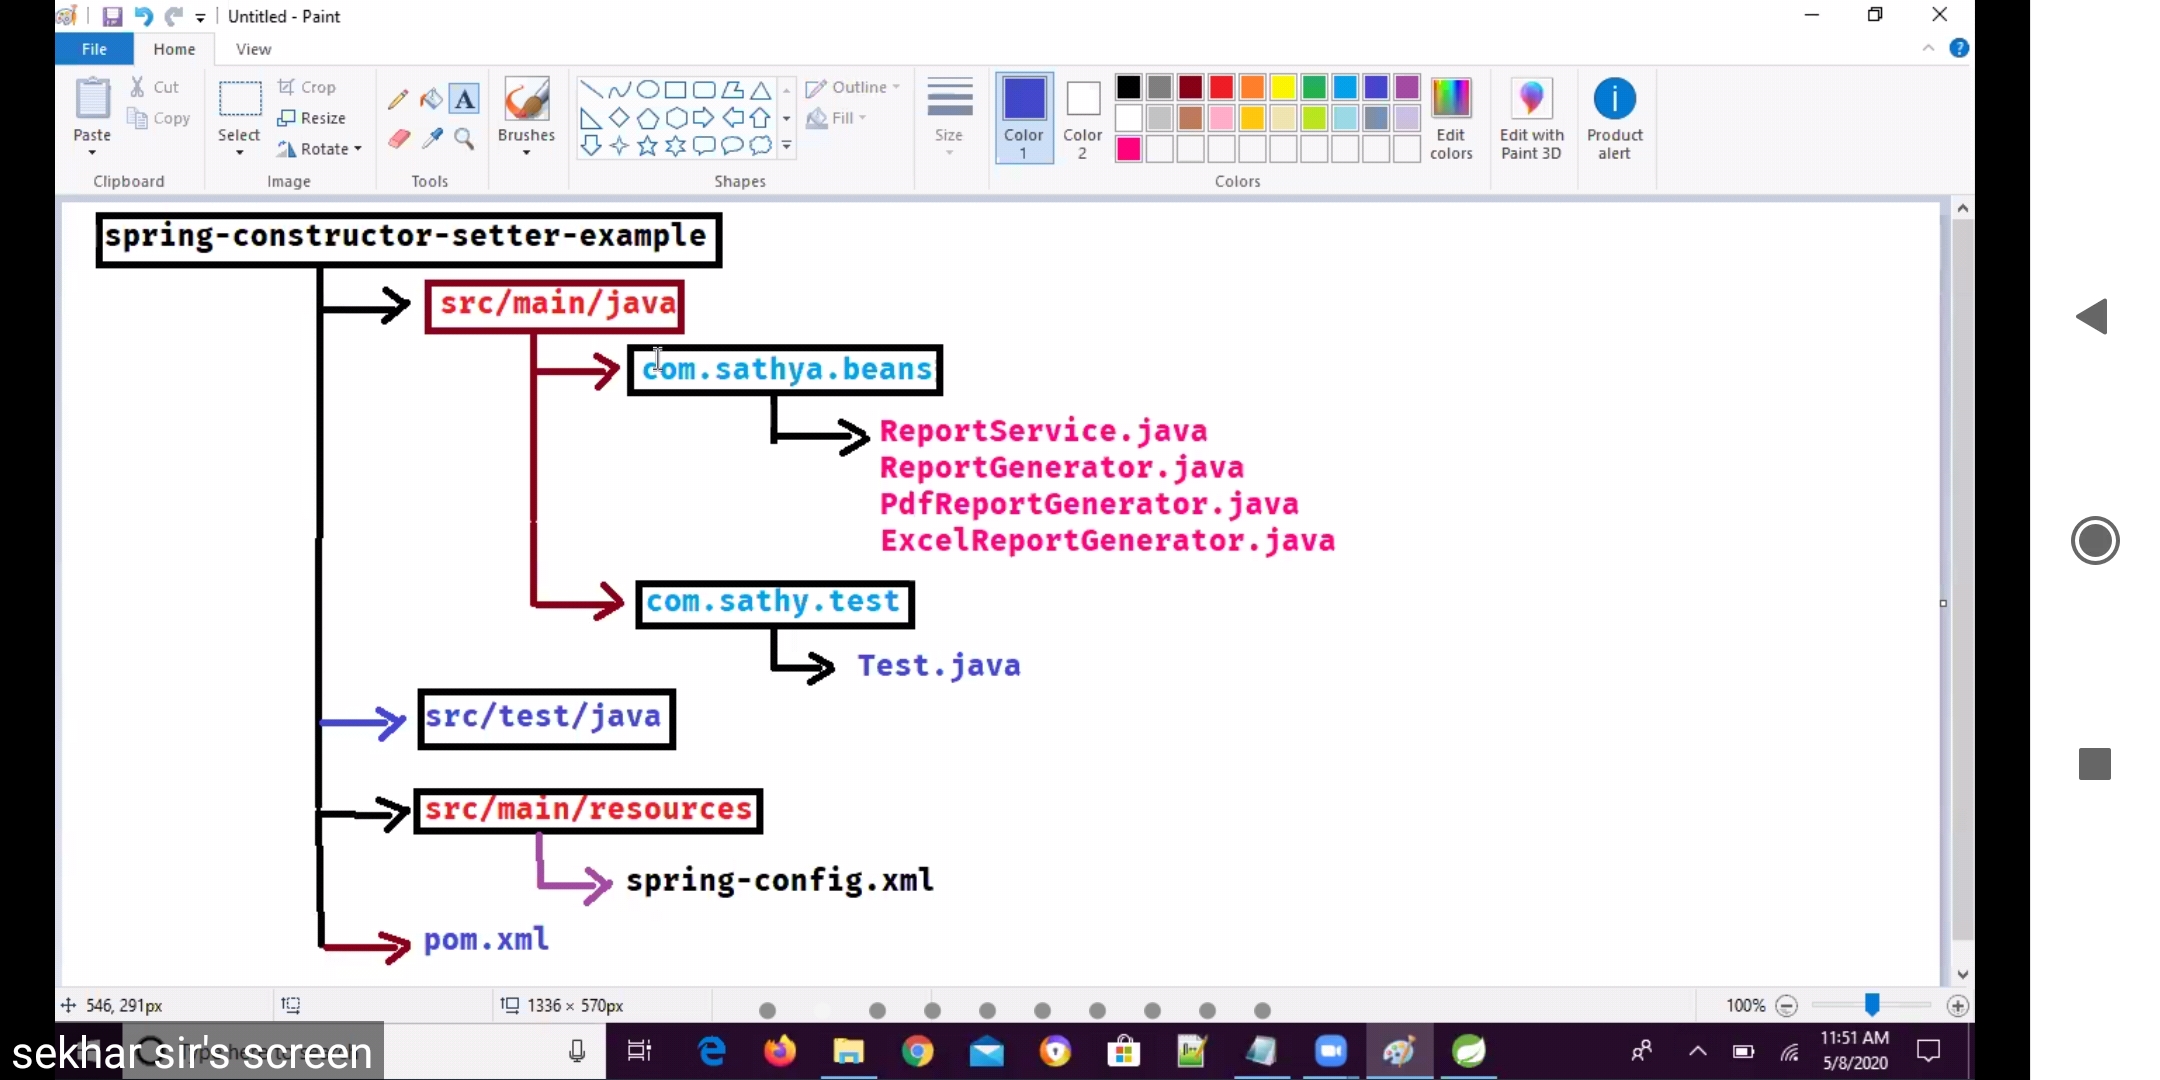 Untitled - Paint
File Home View
Paste
Cut
Copy
Clipboard
Select
Crop
Resize
Rotate
Image
A
Tools
Brushes
Outline
Fill
Shapes
Size
Color 1
Color 2
Edit colors
Colors
Edit with Paint 3D
Product alert
spring-constructor-setter-example
src/main/java
com.sathya.beans
ReportService.java
ReportGenerator.java
PdfReportGenerator.java
ExcelReportGenerator.java
com.sathy.test
Test.java
src/test/java
src/main/resources
spring-config.xml
pom.xml
546, 291px
1336 × 570px
100%
sekhar sir's screen
11:51 AM
5/8/2020